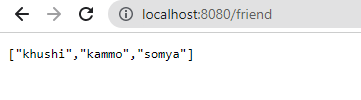 localhost:8080/friend
["khushi","kammo","somya"]